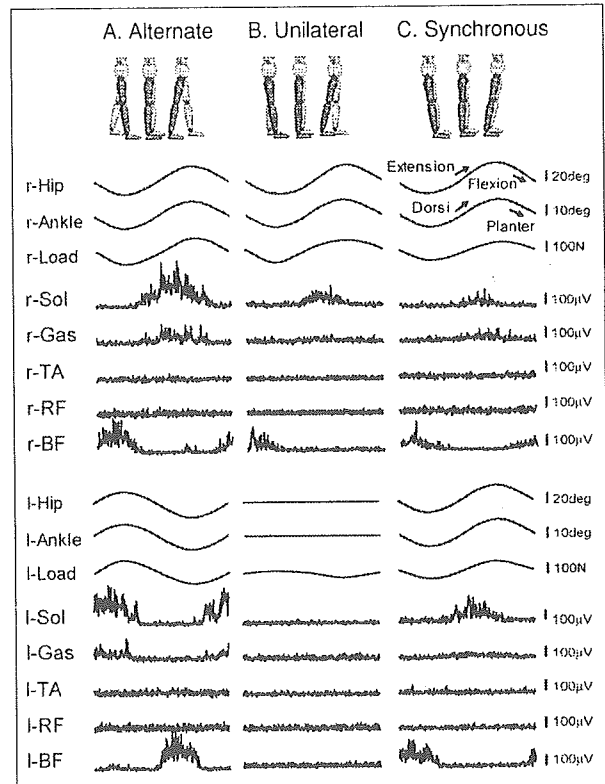 A. Alternate B. Unilateral C. Synchronous
r-Hip Extension Flexion 20deg
r-Ankle Dorsi Planter 10deg
r-Load 100N
r-Sol 100μV
r-Gas 100μV
r-TA 100μV
r-RF 100μV
r-BF 100μV
l-Hip 20deg
l-Ankle 10deg
l-Load 100N
l-Sol 100μV
l-Gas 100μV
l-TA 100μV
l-RF 100μV
l-BF 100μV